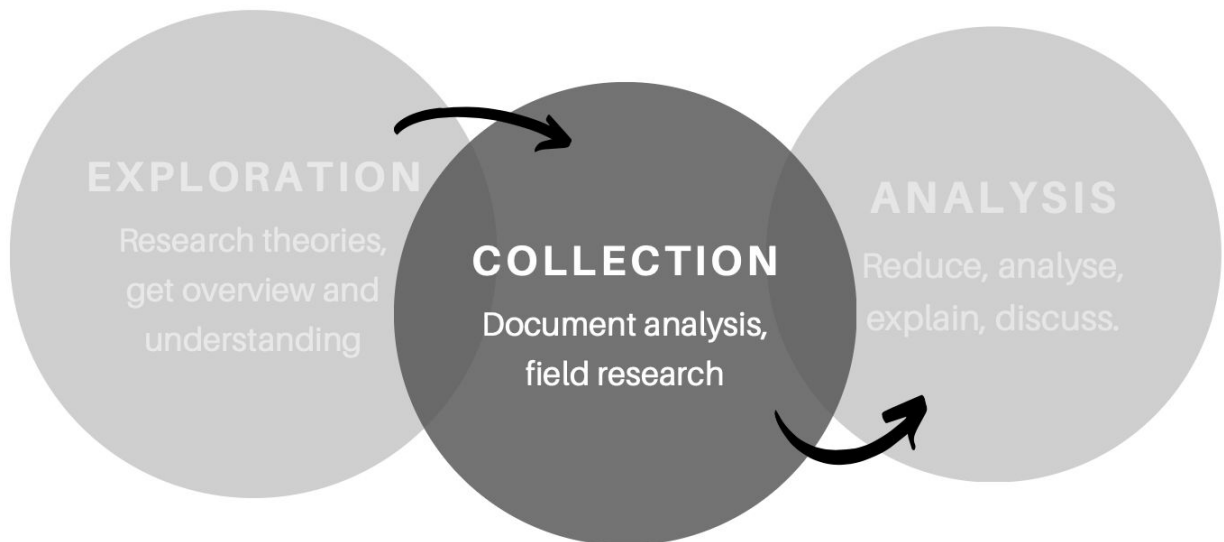 EXPLORATION
Research theories,
get overview and
understanding
COLLECTION
Document analysis,
field research
ANALYSIS
Reduce, analyse,
explain, discuss.